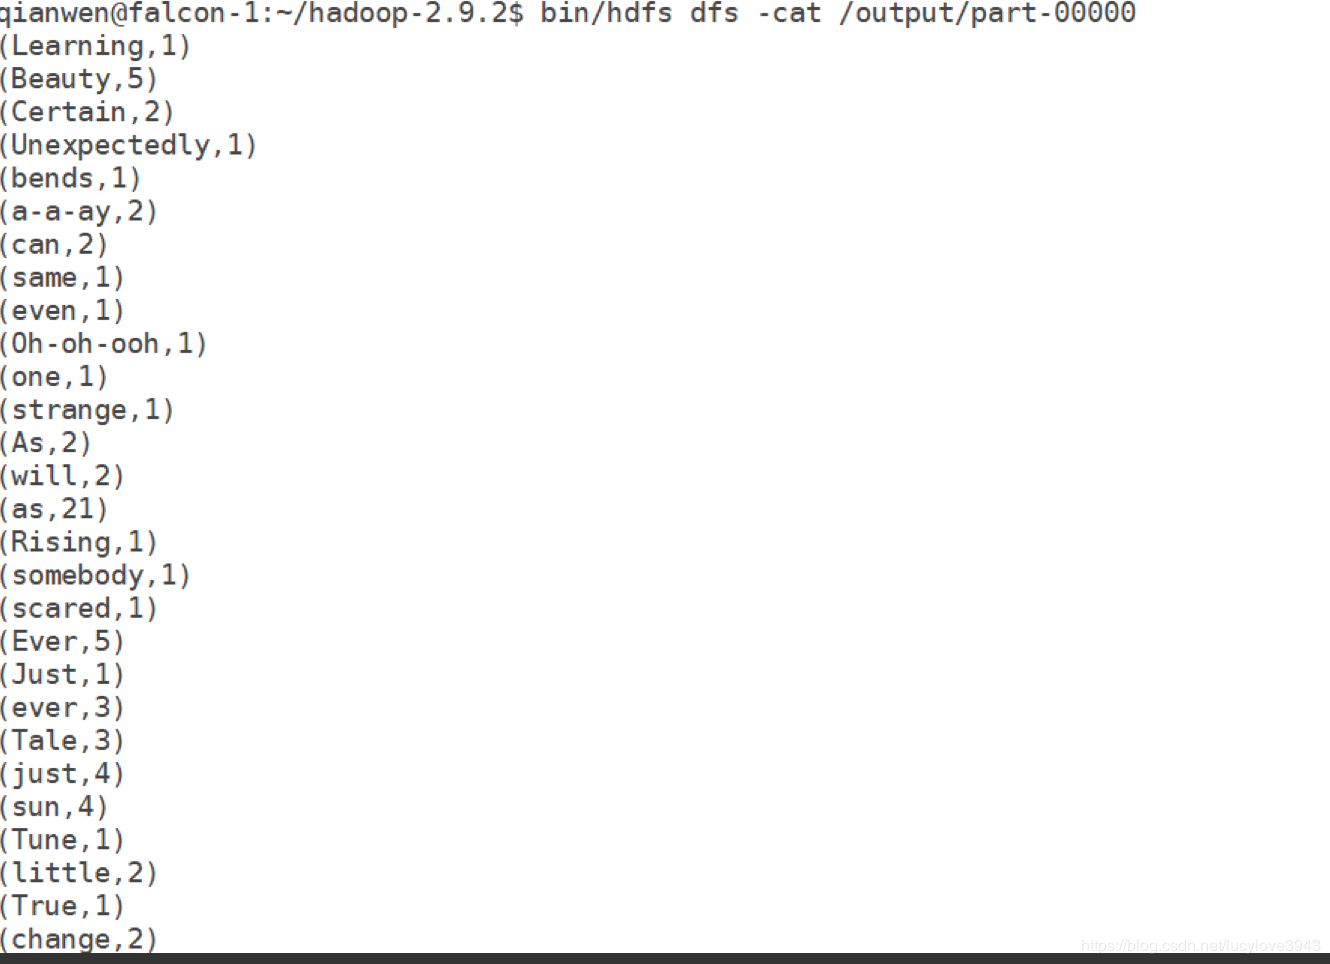 qianwen@falcon-1:~/hadoop-2.9.2$ bin/hdfs dfs -cat /output/part-00000
(Learning,1)
(Beauty,5)
(Certain,2)
(Unexpectedly,1)
(bends,1)
(a-a-ay,2)
(can,2)
(same,1)
(even,1)
(Oh-oh-ooh,1)
(one,1)
(strange,1)
(As,2)
(will,2)
(as,21)
(Rising,1)
(somebody,1)
(scared,1)
(Ever,5)
(Just,1)
(ever,3)
(Tale,3)
(just,4)
(sun,4)
(Tune,1)
(little,2)
(True,1)
(change,2)
https://blog.csdn.net/lucylove3943